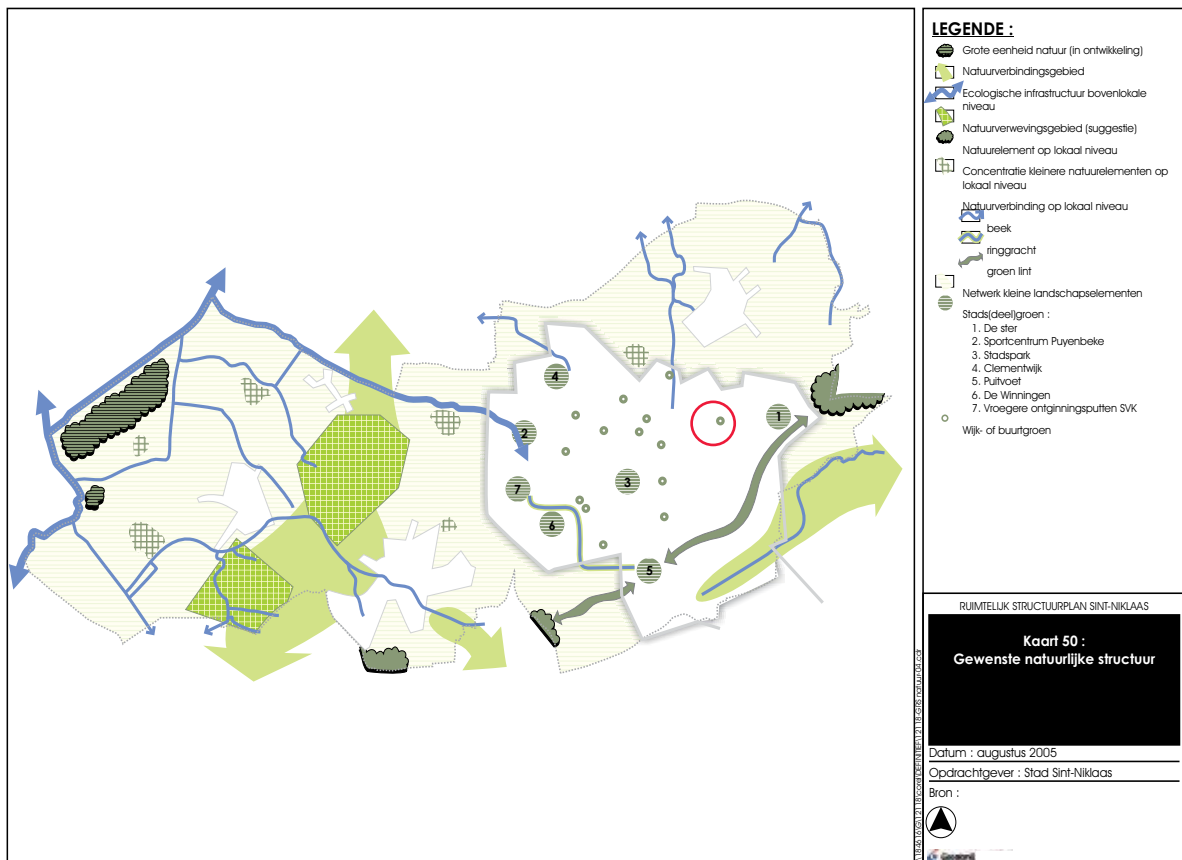 LEGENDE :
Grote eenheid natuur (in ontwikkeling)
Natuurverbindingsgebied
Ecologische infrastructuur bovenlokale
niveau
Natuurverwevingsgebied (suggestie)
Natuurelement op lokaal niveau
Concentratie kleinere natuurelementen op
lokaal niveau
Natuurverbinding op lokaal niveau
beek
ringgracht
groen lint
Netwerk kleine landschapselementen
Stads(deel)groen :
1. De ster
2. Sportcentrum Puyenbeke
3. Stadspark
4. Clementwijk
5. Puitvoet
6. De Winningen
7. Vroegere ontginningsputten SVK
Wijk- of buurtgroen
4
1
2
3
7
6
5
RUIMTELIJK STRUCTUURPLAN SINT-NIKLAAS
Kaart 50 :
Gewenste natuurlijke structuur
Datum : augustus 2005
Opdrachtgever : Stad Sint-Niklaas
Bron :